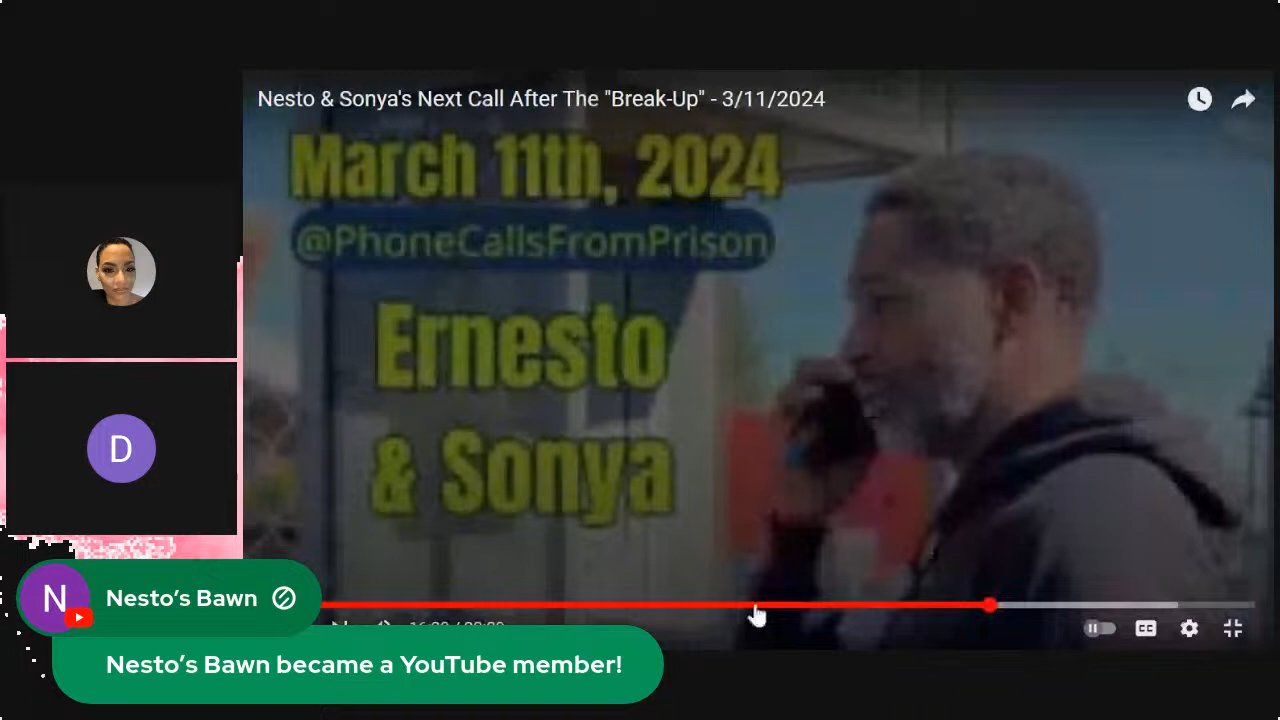 Nesto & Sonya's Next Call After The "Break-Up" - 3/11/2024
March 11th, 2024
@PhoneCallsFromPrison
Ernesto
& Sonya
D
N
Nesto’s Bawn
CC
Nesto’s Bawn became a YouTube member!